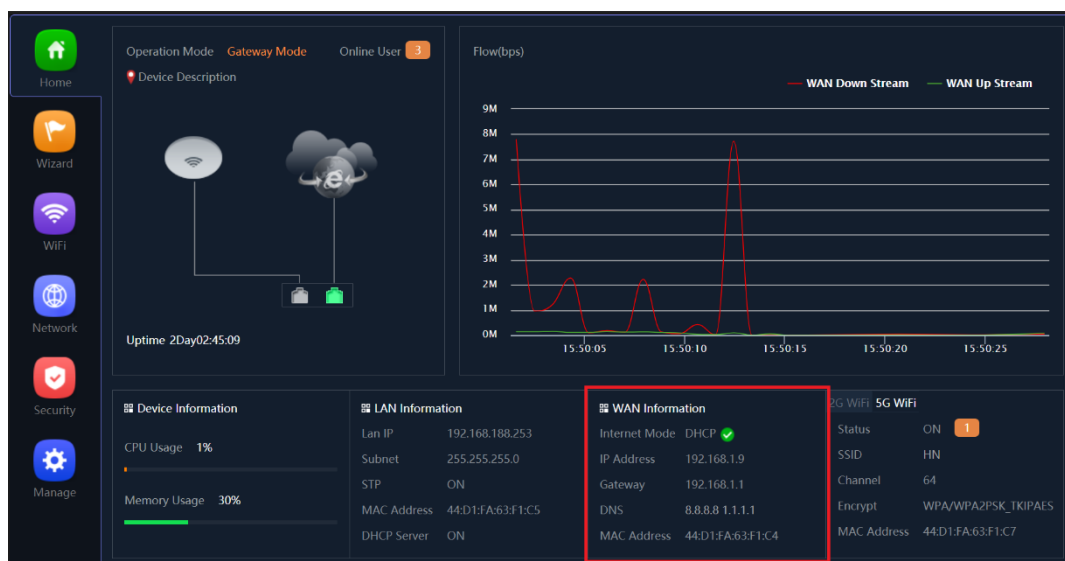 Home
Wizard
WiFi
Network
Security
Manage
Operation Mode Gateway Mode Online User 3
Device Description
Uptime 2Day02:45:09
Flow(bps)
WAN Down Stream WAN Up Stream
9M
8M
7M
6M
5M
4M
3M
2M
1M
0M
15:50:05 15:50:10 15:50:15 15:50:20 15:50:25
Device Information
CPU Usage 1%
Memory Usage 30%
LAN Information
Lan IP 192.168.188.253
Subnet 255.255.255.0
STP ON
MAC Address 44:D1:FA:63:F1:C5
DHCP Server ON
WAN Information
Internet Mode DHCP
IP Address 192.168.1.9
Gateway 192.168.1.1
DNS 8.8.8.8 1.1.1.1
MAC Address 44:D1:FA:63:F1:C4
2G WiFi 5G WiFi
Status ON 1
SSID HN
Channel 64
Encrypt WPA/WPA2PSK_TKIPAES
MAC Address 44:D1:FA:63:F1:C7